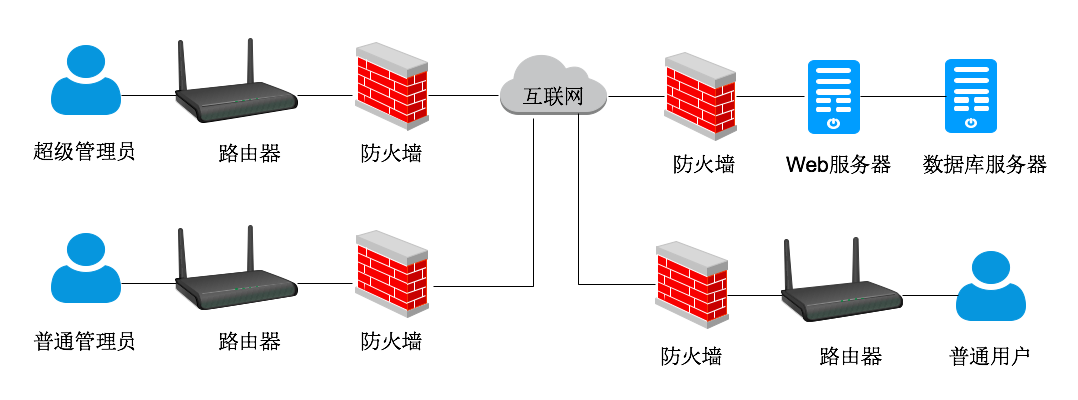 互联网
超级管理员
路由器
防火墙
防火墙
Web服务器
数据库服务器
普通管理员
路由器
防火墙
防火墙
路由器
普通用户